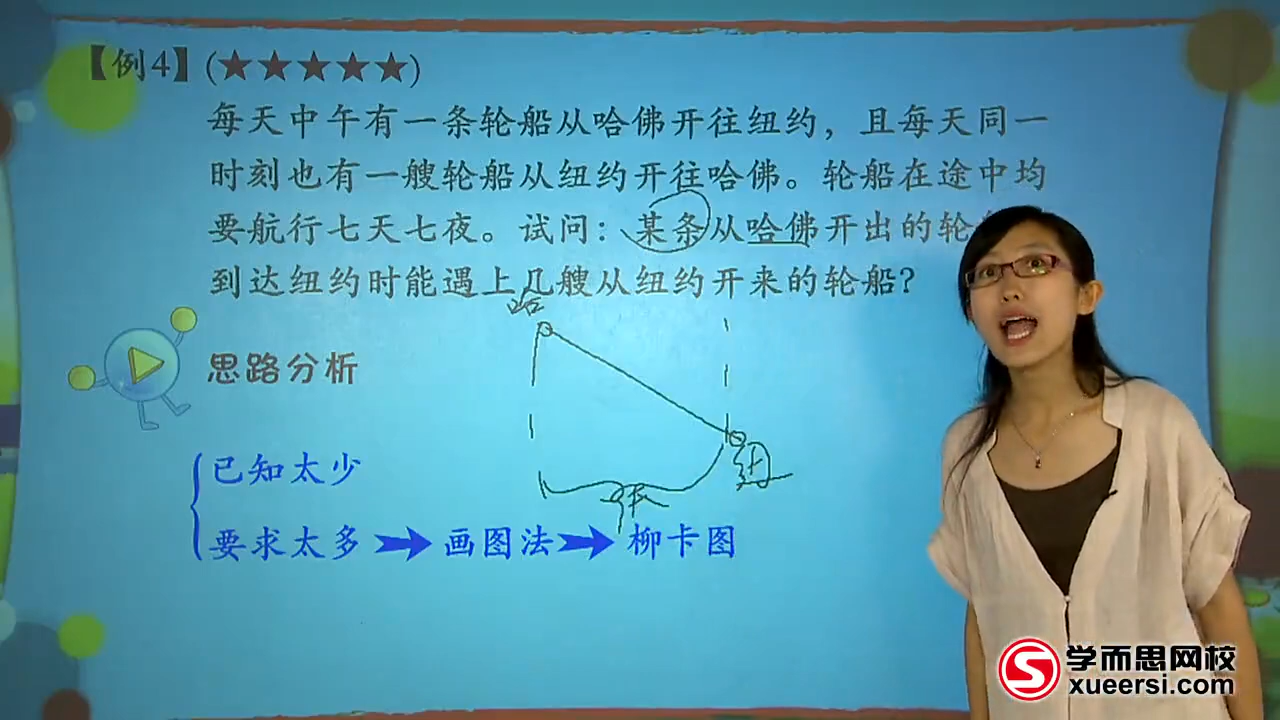 【例4】(★★★★★)
每天中午有一条轮船从哈佛开往纽约，且每天同一
时刻也有一艘轮船从纽约开往哈佛。轮船在途中均
要航行七天七夜。试问：某条从哈佛开出的轮
到达纽约时能遇上几艘从纽约开来的轮船？
哈
思路分析
纽
已知太少
7天
要求太多 画图法 柳卡图
学而思网校
xueersi.com